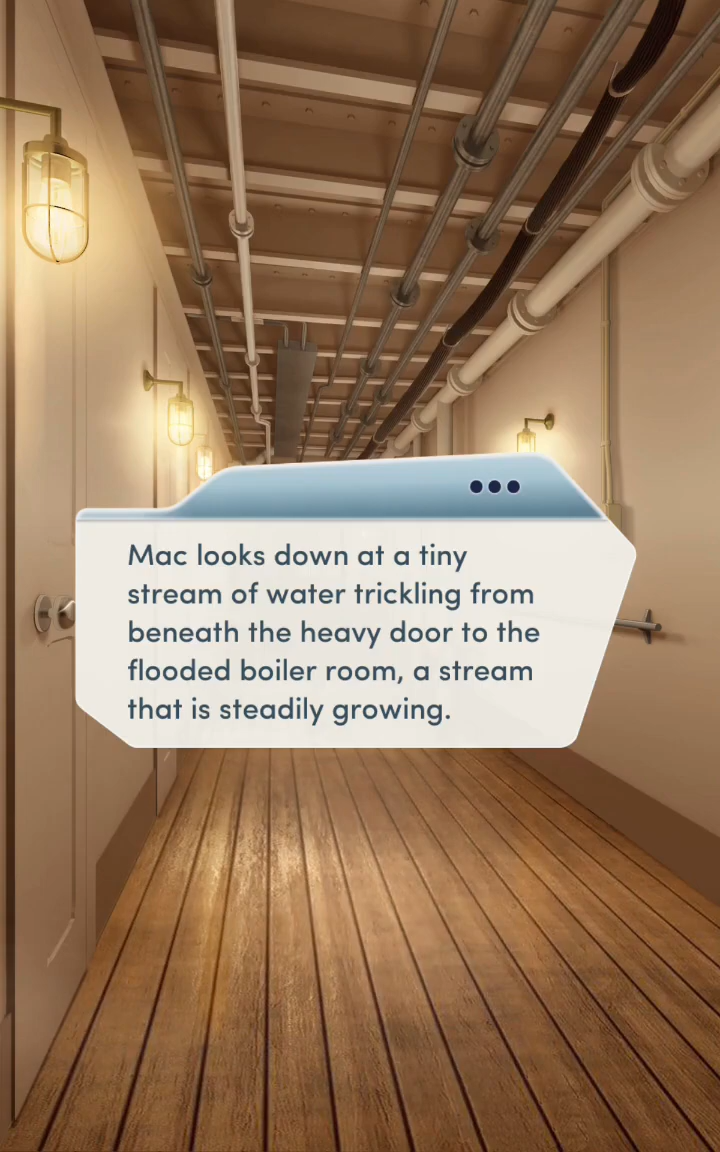 Mac looks down at a tiny
stream of water trickling from
beneath the heavy door to the
flooded boiler room, a stream
that is steadily growing.